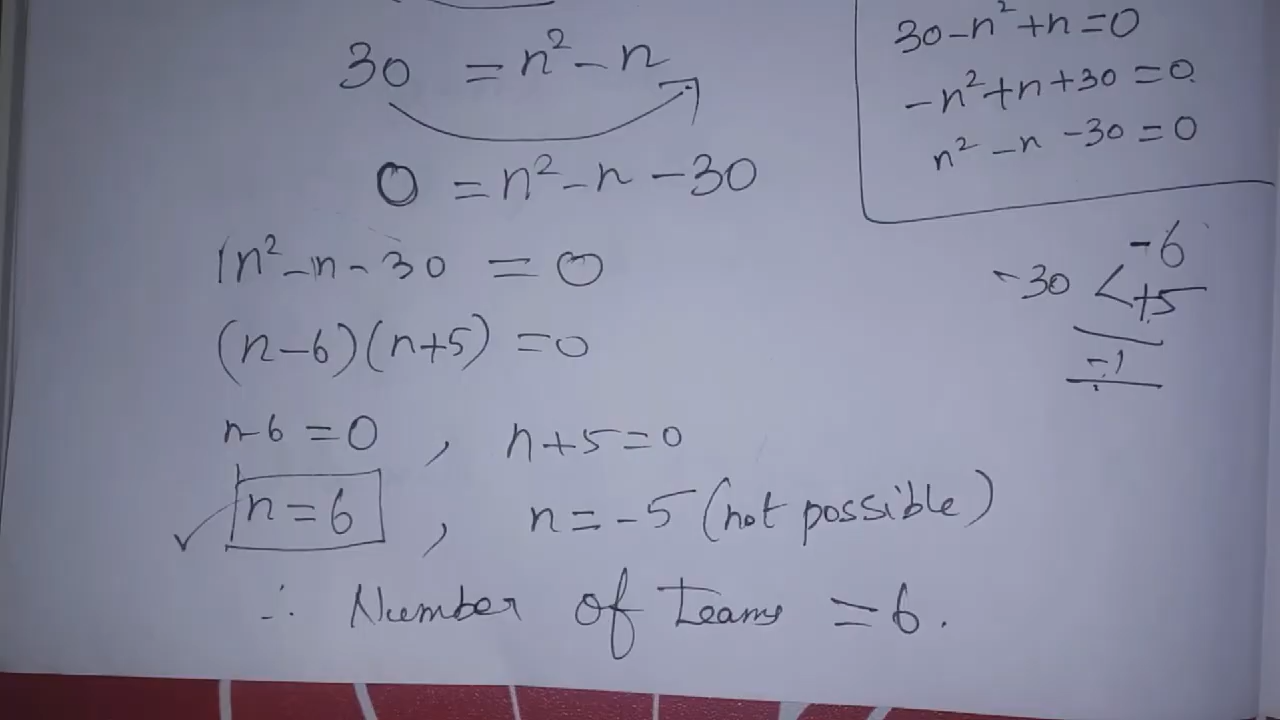 30 = n² - n
0 = n² - n - 30
1n² - n - 30 = 0
(n-6)(n+5) = 0
n-6 = 0 , n+5 = 0
n = 6 , n = -5 (not possible)
∴ Number of teams = 6.
30 - n² + n = 0
-n² + n + 30 = 0
n² - n - 30 = 0
-6
-30 < +5
-1